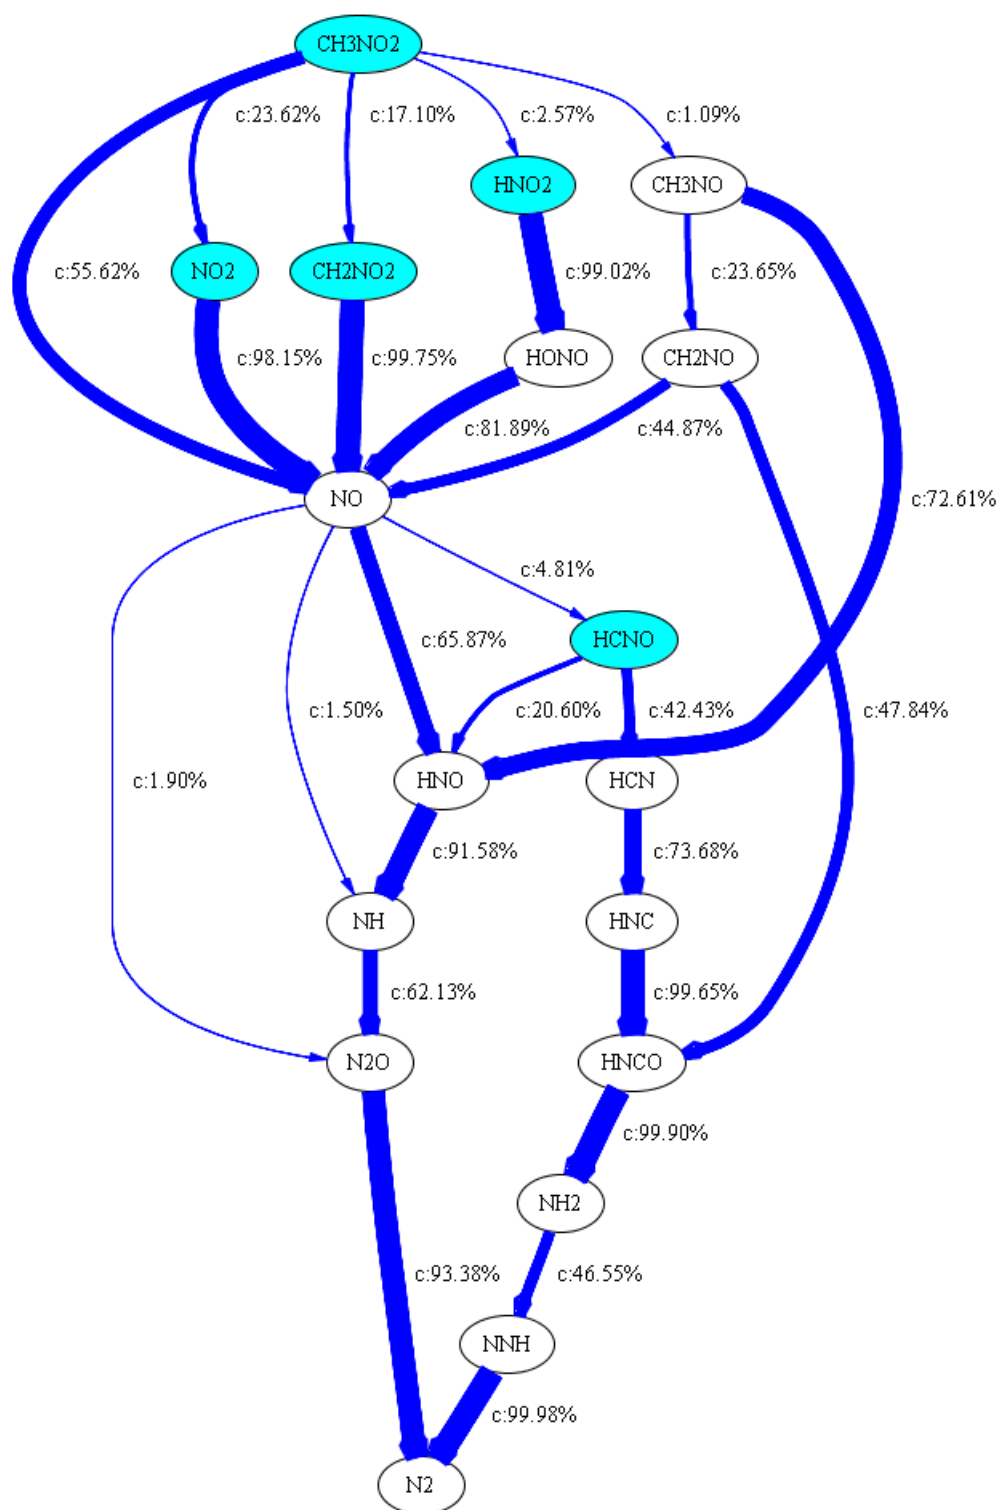 CH3NO2
c:23.62%
c:17.10%
c:2.57%
c:1.09%
HNO2
CH3NO
c:55.62%
NO2
CH2NO2
c:99.02%
c:23.65%
c:98.15%
c:99.75%
HONO
CH2NO
c:81.89%
c:44.87%
NO
c:72.61%
c:4.81%
c:65.87%
HCNO
c:1.50%
c:20.60%
c:42.43%
c:47.84%
c:1.90%
HNO
HCN
c:91.58%
c:73.68%
NH
HNC
c:62.13%
c:99.65%
N2O
HNCO
c:99.90%
NH2
c:93.38%
c:46.55%
NNH
c:99.98%
N2